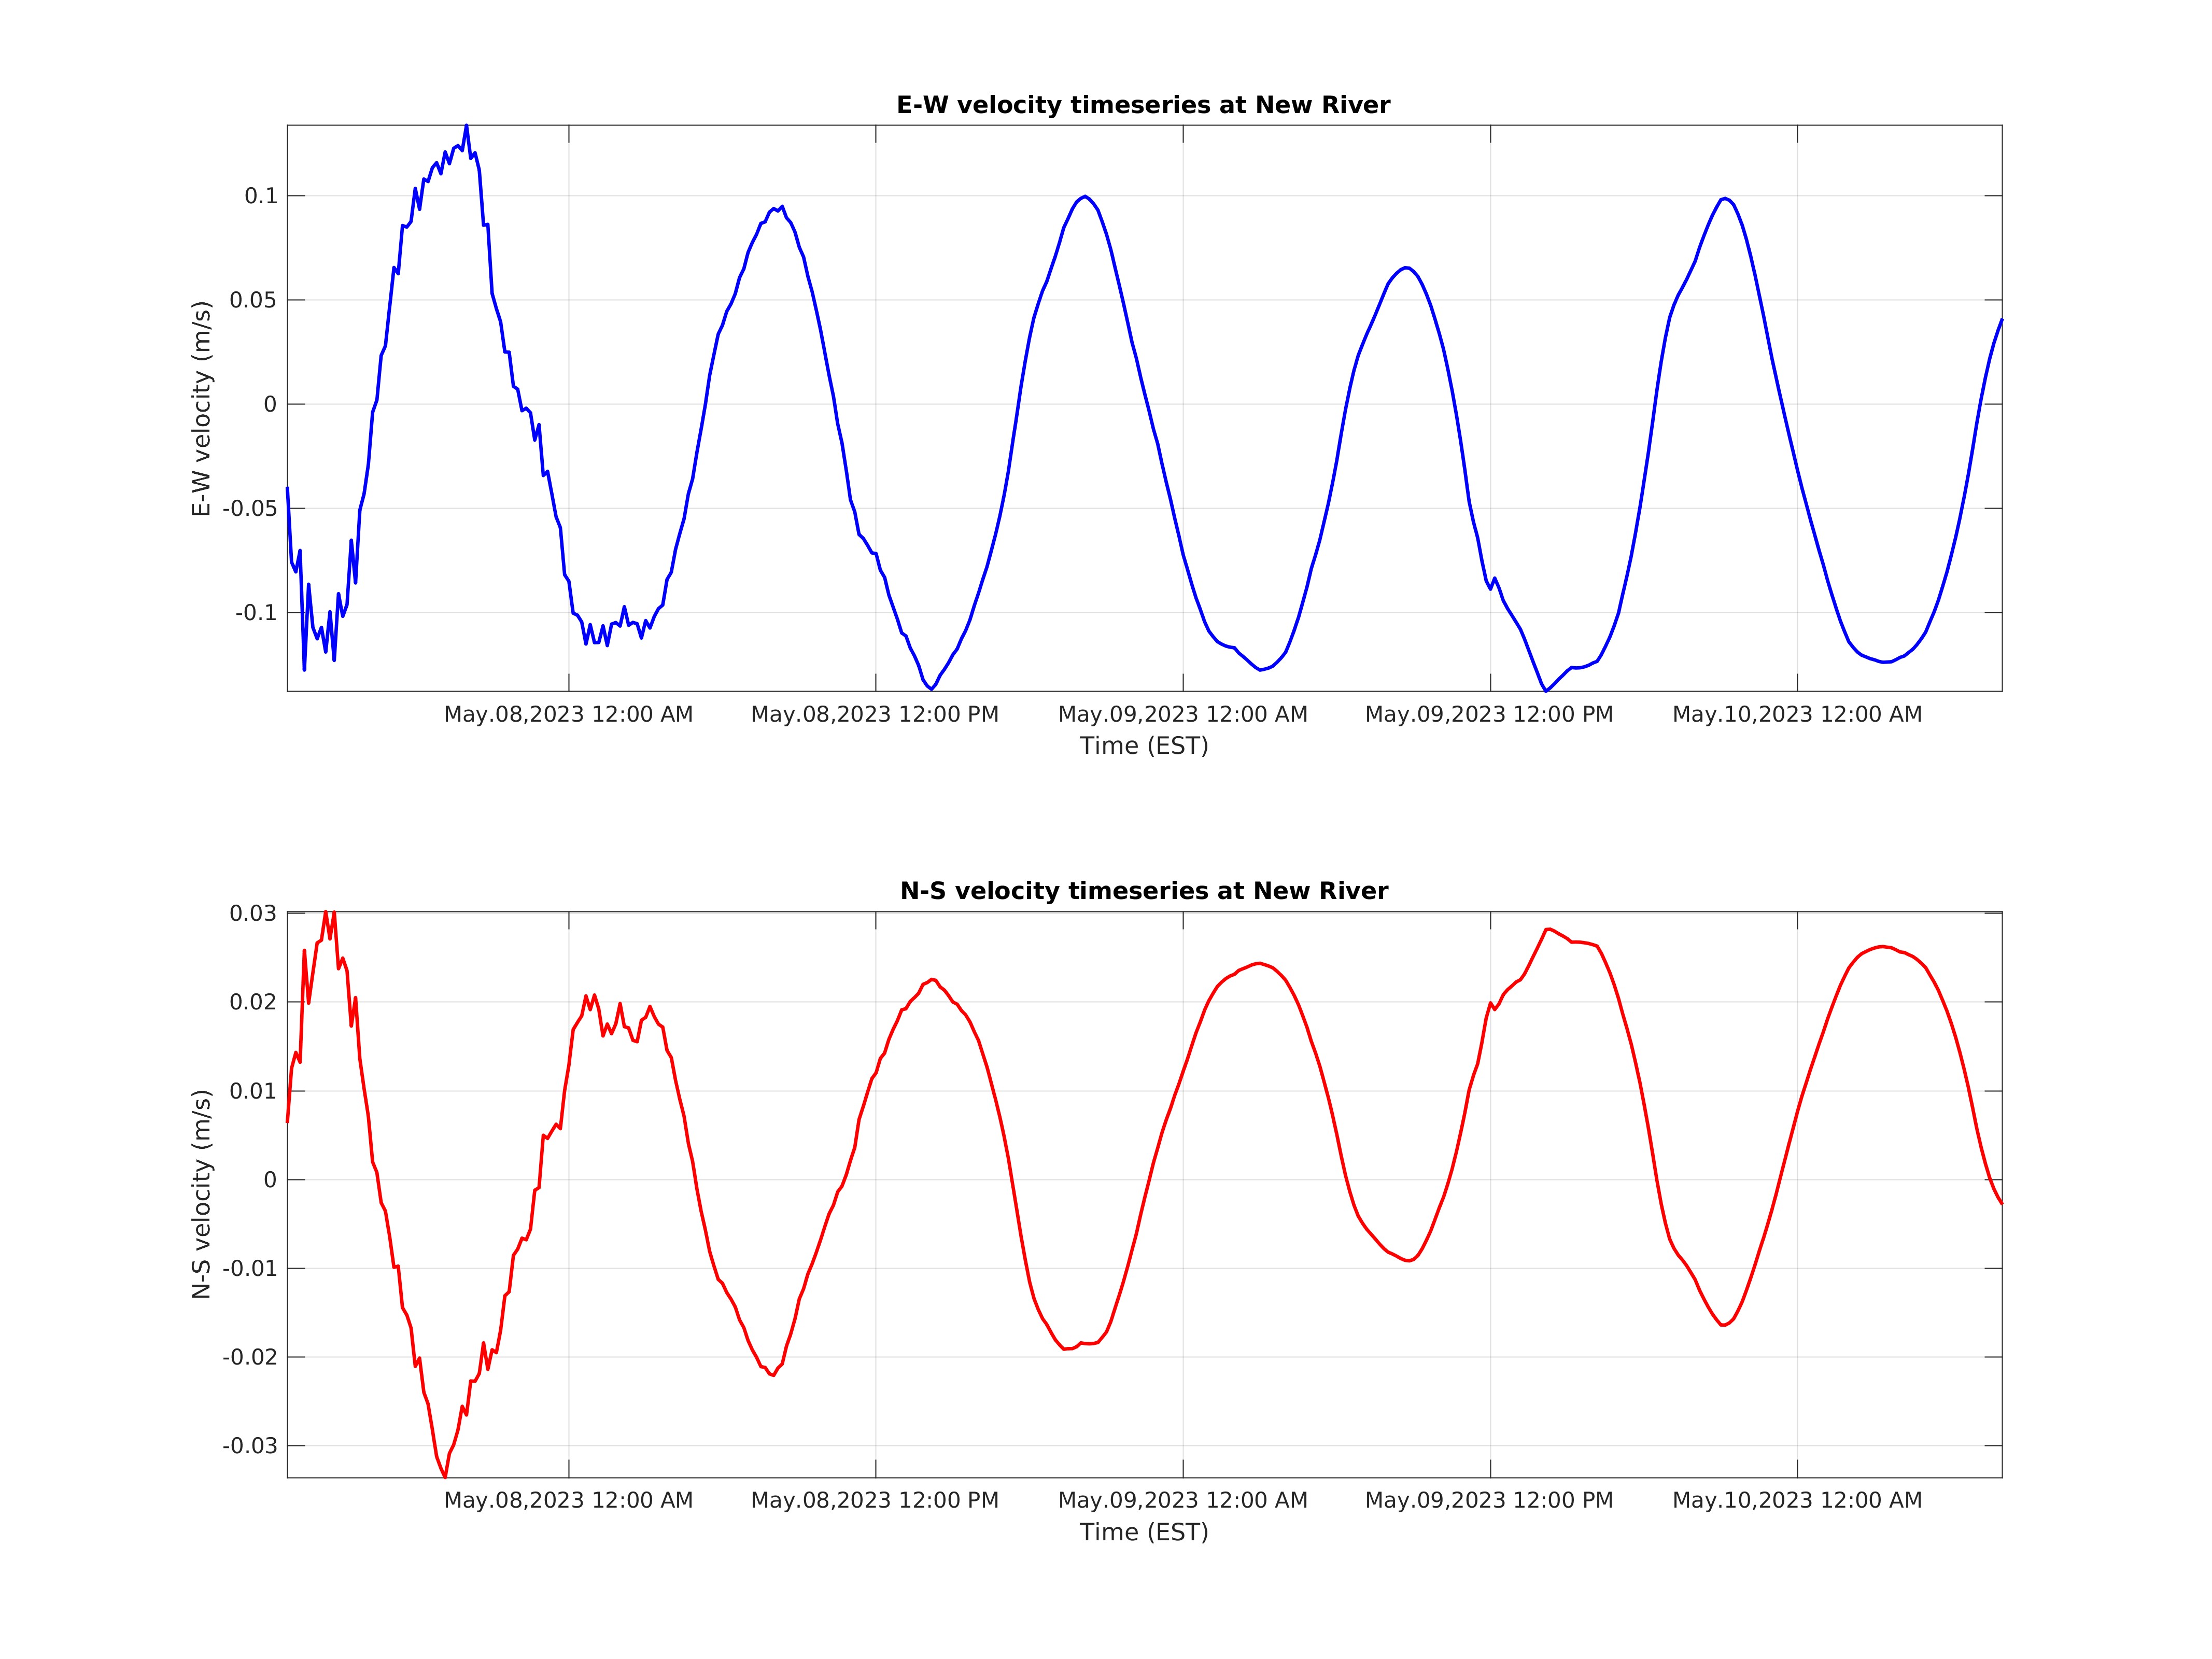 E-W velocity timeseries at New River
E-W velocity (m/s)
0.1
0.05
0
-0.05
-0.1
May.08,2023 12:00 AM May.08,2023 12:00 PM May.09,2023 12:00 AM May.09,2023 12:00 PM May.10,2023 12:00 AM
Time (EST)
N-S velocity timeseries at New River
N-S velocity (m/s)
0.03
0.02
0.01
0
-0.01
-0.02
-0.03
May.08,2023 12:00 AM May.08,2023 12:00 PM May.09,2023 12:00 AM May.09,2023 12:00 PM May.10,2023 12:00 AM
Time (EST)